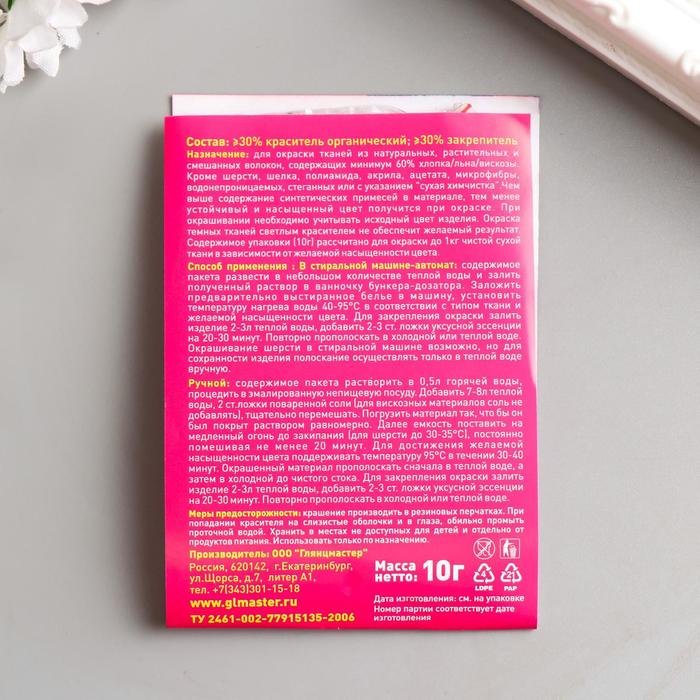 Состав: ⩾30% краситель органический; ⩾30% закрепитель
Назначение: для окраски тканей из натуральных, растительных и
смешанных волокон, содержащих минимум 60% хлопка/льна/вискозы.
Кроме шерсти, шелка, полиамида, акрила, ацетата, микрофибры,
водонепроницаемых, стеганных или с указанием "сухая химчистка".Чем
выше содержание синтетических примесей в материале, тем менее
устойчивый и насыщенный цвет получится при окраске. При
окрашивании необходимо учитывать исходный цвет изделия. Окраска
темных тканей светлым красителем не обеспечит желаемый результат.
Содержимое упаковки (10г) рассчитано для окраски до 1кг чистой сухой
ткани в зависимости от желаемой насыщенности цвета.
Способ применения : В стиральной машине-автомат: содержимое
пакета развести в небольшом количестве теплой воды и залить
полученный раствор в ванночку бункера-дозатора. Заложить
предварительно выстиранное белье в машину, установить
температуру нагрева воды 40-95°С в соответствии с типом ткани и
желаемой насыщенности цвета. Для закрепления окраски залить
изделие 2-3л теплой воды, добавить 2-3 ст. ложки уксусной эссенции
на 20-30 минут. Повторно прополоскать в холодной или теплой воде.
Окрашивание шерсти в стиральной машине возможно, но для
сохранности изделия полоскание осуществлять только в теплой воде
вручную.
Ручной: содержимое пакета растворить в 0,5л горячей воды,
процедить в эмалированную непищевую посуду. Добавить 7-8л теплой
воды, 2 ст.ложки поваренной соли (для вискозных материалов соль не
добавлять), тщательно перемешать. Погрузить материал так, что бы он
был покрыт раствором равномерно. Далее емкость поставить на
медленный огонь до закипания (для шерсти до 30-35°С), постоянно
помешивая не менее 20 минут. Для достижения желаемой
насыщенности цвета поддерживать температуру 95°С в течении 30-40
минут. Окрашенный материал прополоскать сначала в теплой воде, а
затем в холодной до чистого стока. Для закрепления окраски залить
изделие 2-3л теплой воды, добавить 2-3 ст. ложки уксусной эссенции
на 20-30 минут. Повторно прополоскать в холодной или теплой воде.
Меры предосторожности: крашение производить в резиновых перчатках. При
попадании красителя на слизистые оболочки и в глаза, обильно промыть
проточной водой. Хранить в местах не доступных для детей и отдельно от
продуктов питания. Использовать только по назначению.
Производитель: ООО "Глянцмастер"
Россия, 620142, г.Екатеринбург,
ул.Щорса, д.7, литер А1,
тел. +7(343)301-15-18
www.glmaster.ru
ТУ 2461-002-77915135-2006
Масса
нетто: 10г
4 21
LDPE PAP
Дата изготовления: см. на упаковке
Номер партии соответствует дате
изготовления